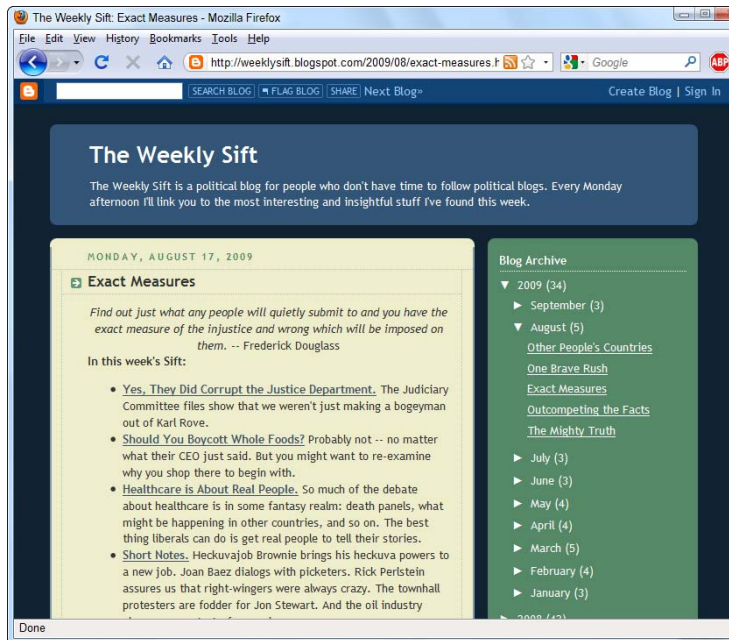 The Weekly Sift: Exact Measures - Mozilla Firefox
File Edit View History Bookmarks Tools Help
http://weeklysift.blogspot.com/2009/08/exact-measures.h
Google
ABP
SEARCH BLOG FLAG BLOG SHARE Next Blog»
Create Blog | Sign In
The Weekly Sift
The Weekly Sift is a political blog for people who don't have time to follow political blogs. Every Monday
afternoon I'll link you to the most interesting and insightful stuff I've found this week.
MONDAY, AUGUST 17, 2009
Exact Measures
Find out just what any people will quietly submit to and you have the
exact measure of the injustice and wrong which will be imposed on
them. -- Frederick Douglass
In this week's Sift:
Yes, They Did Corrupt the Justice Department. The Judiciary
Committee files show that we weren't just making a bogeyman
out of Karl Rove.
Should You Boycott Whole Foods? Probably not -- no matter
what their CEO just said. But you might want to re-examine
why you shop there to begin with.
Healthcare is About Real People. So much of the debate
about healthcare is in some fantasy realm: death panels, what
might be happening in other countries, and so on. The best
thing liberals can do is get real people to tell their stories.
Short Notes. Heckuvajob Brownie brings his heckuva powers to
a new job. Joan Baez dialogs with picketers. Rick Perlstein
assures us that right-wingers were always crazy. The townhall
protesters are fodder for Jon Stewart. And the oil industry
Blog Archive
▼ 2009 (34)
► September (3)
▼ August (5)
Other People's Countries
One Brave Rush
Exact Measures
Outcompeting the Facts
The Mighty Truth
► July (3)
► June (3)
► May (4)
► April (4)
► March (5)
► February (4)
► January (3)
Done